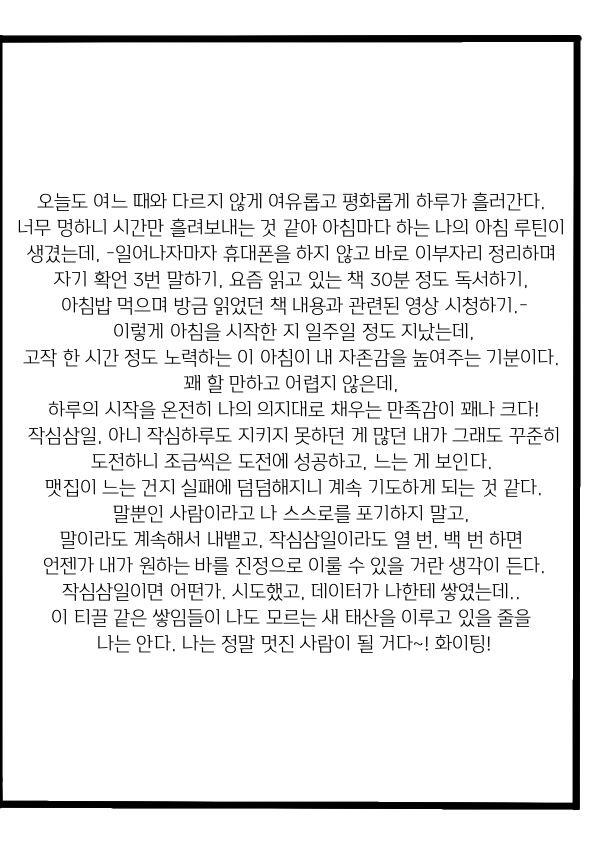 오늘도 여느 때와 다르지 않게 여유롭고 평화롭게 하루가 흘러간다.
너무 멍하니 시간만 흘려보내는 것 같아 아침마다 하는 나의 아침 루틴이
생겼는데, -일어나자마자 휴대폰을 하지 않고 바로 이부자리 정리하며
자기 확언 3번 말하기, 요즘 읽고 있는 책 30분 정도 독서하기,
아침밥 먹으며 방금 읽었던 책 내용과 관련된 영상 시청하기.-
이렇게 아침을 시작한 지 일주일 정도 지났는데,
고작 한 시간 정도 노력하는 이 아침이 내 자존감을 높여주는 기분이다.
꽤 할 만하고 어렵지 않은데,
하루의 시작을 온전히 나의 의지대로 채우는 만족감이 꽤나 크다!
작심삼일, 아니 작심하루도 지키지 못하던 게 많던 내가 그래도 꾸준히
도전하니 조금씩은 도전에 성공하고, 느는 게 보인다.
맷집이 느는 건지 실패에 덤덤해지니 계속 기도하게 되는 것 같다.
말뿐인 사람이라고 나 스스로를 포기하지 말고,
말이라도 계속해서 내뱉고, 작심삼일이라도 열 번, 백 번 하면
언젠가 내가 원하는 바를 진정으로 이룰 수 있을 거란 생각이 든다.
작심삼일이면 어떤가. 시도했고, 데이터가 나한테 쌓였는데..
이 티끌 같은 쌓임들이 나도 모르는 새 태산을 이루고 있을 줄을
나는 안다. 나는 정말 멋진 사람이 될 거다~! 화이팅!